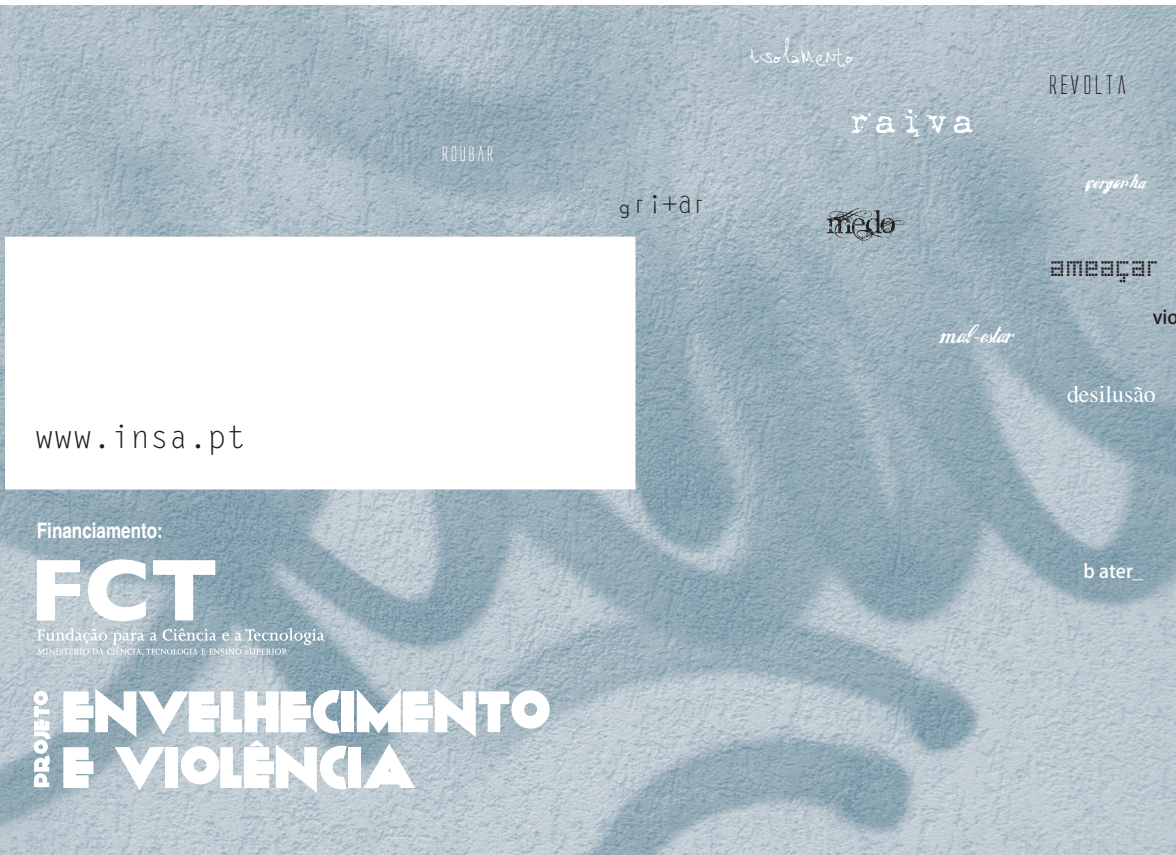 isolamento
REVOLTA
raiva
ROUBAR
vergonha
gritar
medo
ameaçar
vio
mal-estar
desilusão
www.insa.pt
Financiamento:
FCT
Fundação para a Ciência e a Tecnologia
MINISTÉRIO DA CIÊNCIA, TECNOLOGIA E ENSINO SUPERIOR
b ater_
PROJETO
ENVELHECIMENTO
E VIOLÊNCIA